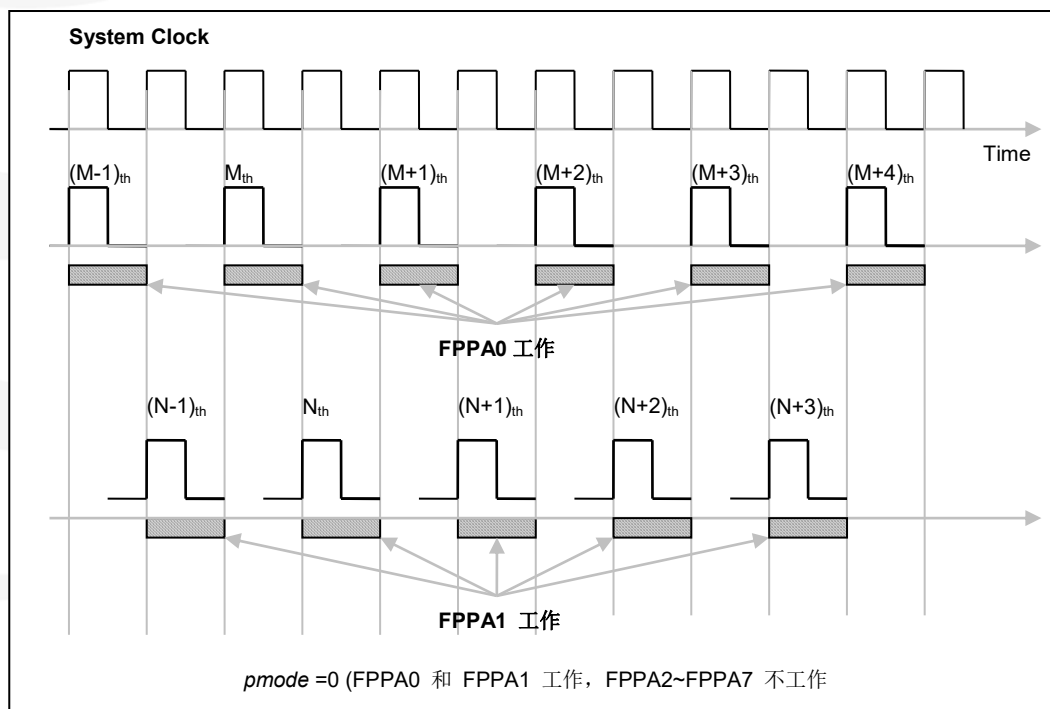 System Clock
Time
(M-1)th Mth (M+1)th (M+2)th (M+3)th (M+4)th
FPPA0 工作
(N-1)th Nth (N+1)th (N+2)th (N+3)th
FPPA1 工作
pmode =0 (FPPA0 和 FPPA1 工作，FPPA2~FPPA7 不工作